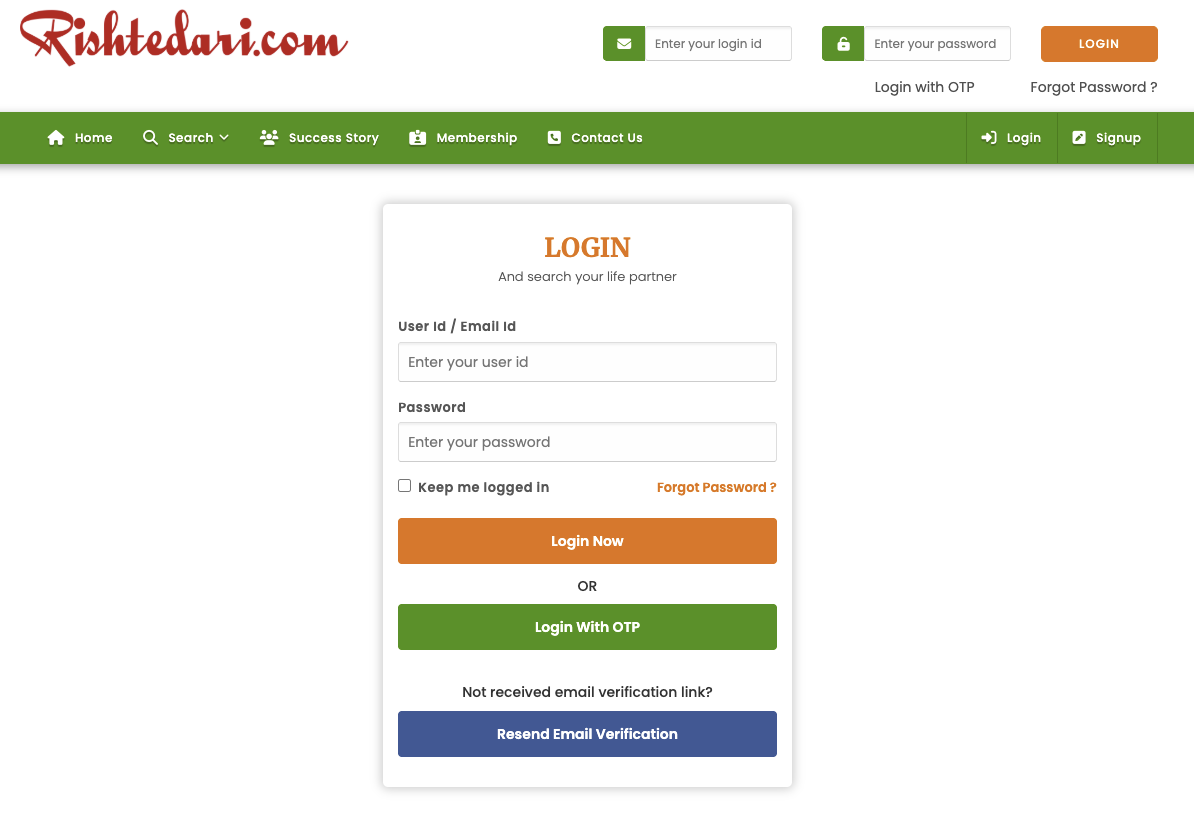 Rishtedari.com
Enter your login id
Enter your password
LOGIN
Login with OTP
Forgot Password ?
Home
Search
Success Story
Membership
Contact Us
Login
Signup
LOGIN
And search your life partner
User Id / Email Id
Enter your user id
Password
Enter your password
Keep me logged in
Forgot Password ?
Login Now
OR
Login With OTP
Not received email verification link?
Resend Email Verification